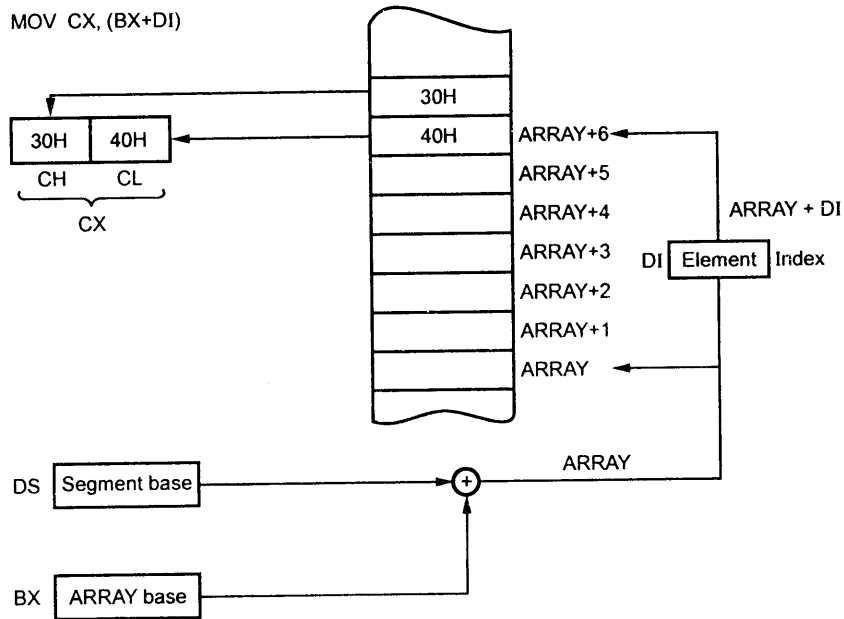 MOV CX, (BX+DI)
30H
40H
ARRAY+6
30H 40H
CH CL
CX
ARRAY+5
ARRAY+4
ARRAY + DI
ARRAY+3
DI Element Index
ARRAY+2
ARRAY+1
ARRAY
ARRAY
DS Segment base
+
BX ARRAY base